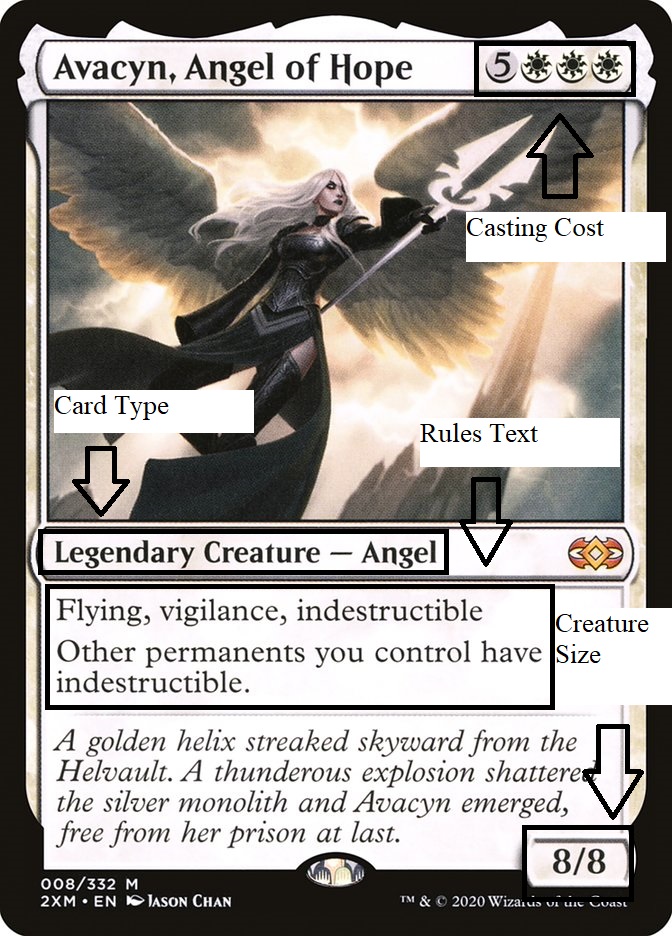 Avacyn, Angel of Hope 5
Casting Cost
Card Type
Rules Text
Legendary Creature — Angel
Flying, vigilance, indestructible
Other permanents you control have
indestructible.
Creature
Size
A golden helix streaked skyward from the
Helvault. A thunderous explosion shattered
the silver monolith and Avacyn emerged,
free from her prison at last.
8/8
008/332 M
2XM • EN Jason Chan
™ & © 2020 Wizards of the Coast